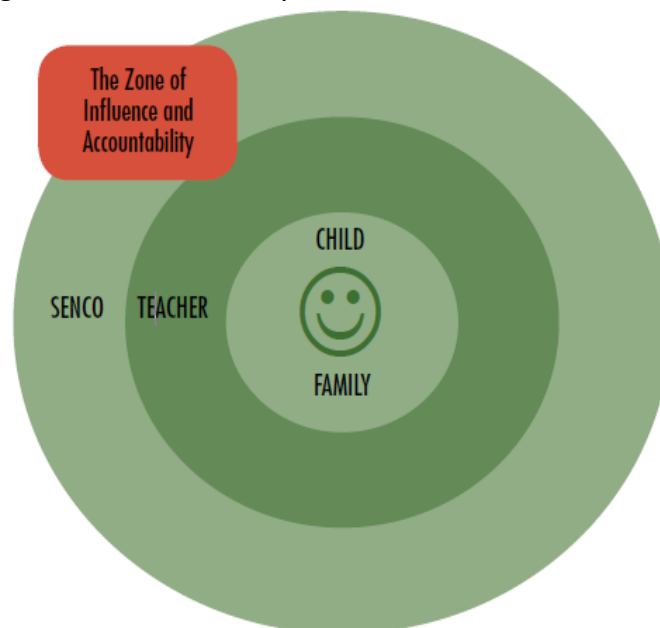 The Zone of
Influence and
Accountability
CHILD
SENCO
TEACHER
FAMILY